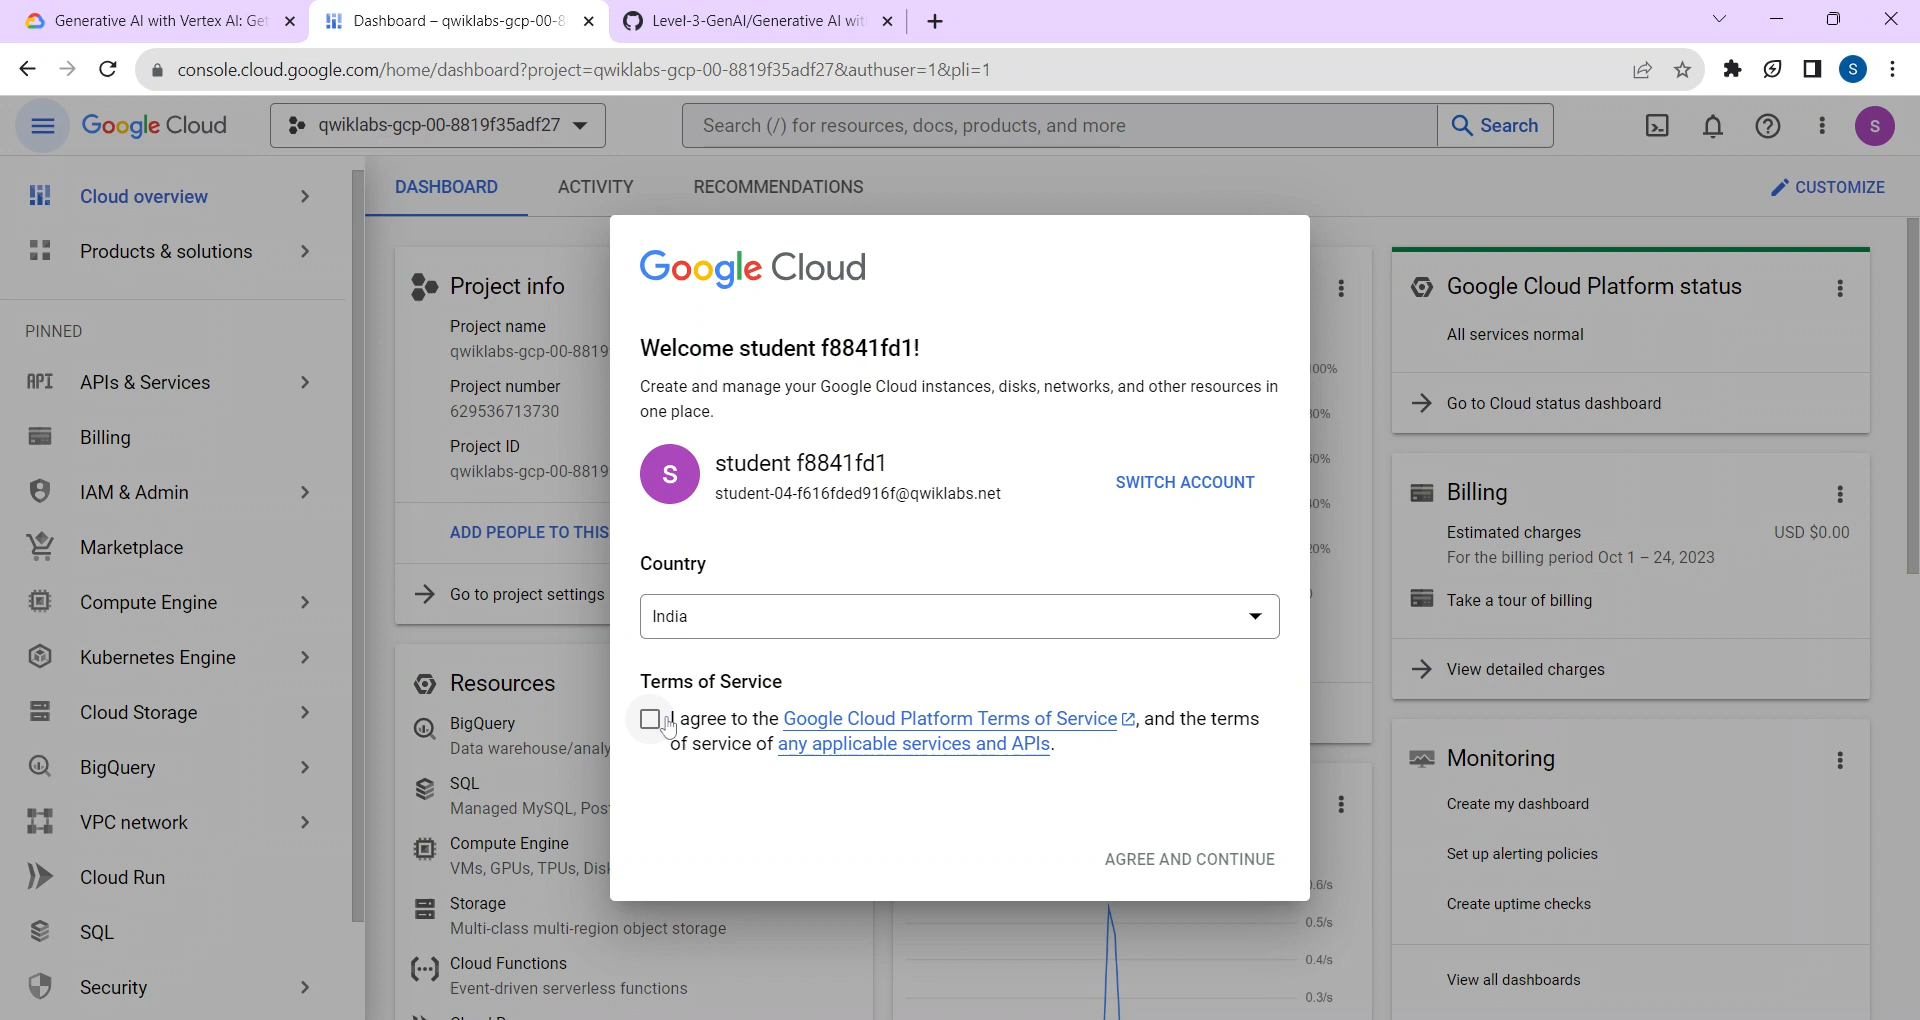 Generative AI with Vertex AI: Get
Dashboard – qwiklabs-gcp-00-8
Level-3-GenAI/Generative AI wit
console.cloud.google.com/home/dashboard?project=qwiklabs-gcp-00-8819f35adf27&authuser=1&pli=1
S
Google Cloud
qwiklabs-gcp-00-8819f35adf27
Search (/) for resources, docs, products, and more
Search
S
Cloud overview
Products & solutions
PINNED
API APIs & Services
Billing
IAM & Admin
Marketplace
Compute Engine
Kubernetes Engine
Cloud Storage
BigQuery
VPC network
Cloud Run
SQL
Security
DASHBOARD
ACTIVITY
RECOMMENDATIONS
CUSTOMIZE
Project info
Project name
qwiklabs-gcp-00-8819
Project number
629536713730
Project ID
qwiklabs-gcp-00-8819
ADD PEOPLE TO THIS
Go to project settings
Resources
BigQuery
Data warehouse/analy
SQL
Managed MySQL, Pos
Compute Engine
VMs, GPUs, TPUs, Disk
Storage
Multi-class multi-region object storage
Cloud Functions
Event-driven serverless functions
Google Cloud
Welcome student f8841fd1!
Create and manage your Google Cloud instances, disks, networks, and other resources in
one place.
S
student f8841fd1
student-04-f616fded916f@qwiklabs.net
SWITCH ACCOUNT
Country
India
Terms of Service
I agree to the Google Cloud Platform Terms of Service, and the terms
of service of any applicable services and APIs.
AGREE AND CONTINUE
00%
0%
0%
0%
20%
.6/s
0.5/s
0.4/s
0.3/s
Google Cloud Platform status
All services normal
Go to Cloud status dashboard
Billing
Estimated charges
USD $0.00
For the billing period Oct 1 – 24, 2023
Take a tour of billing
View detailed charges
Monitoring
Create my dashboard
Set up alerting policies
Create uptime checks
View all dashboards